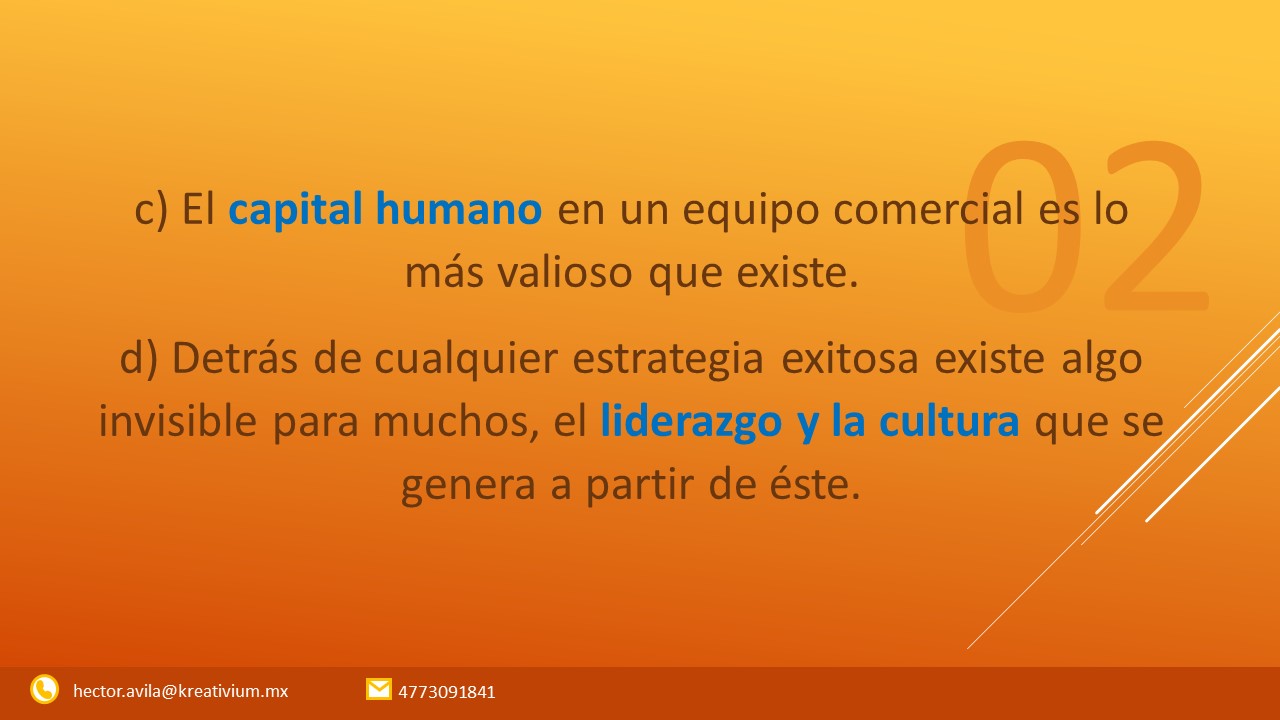 02
c) El capital humano en un equipo comercial es lo
más valioso que existe.
d) Detrás de cualquier estrategia exitosa existe algo
invisible para muchos, el liderazgo y la cultura que se
genera a partir de éste.
hector.avila@kreativium.mx
4773091841